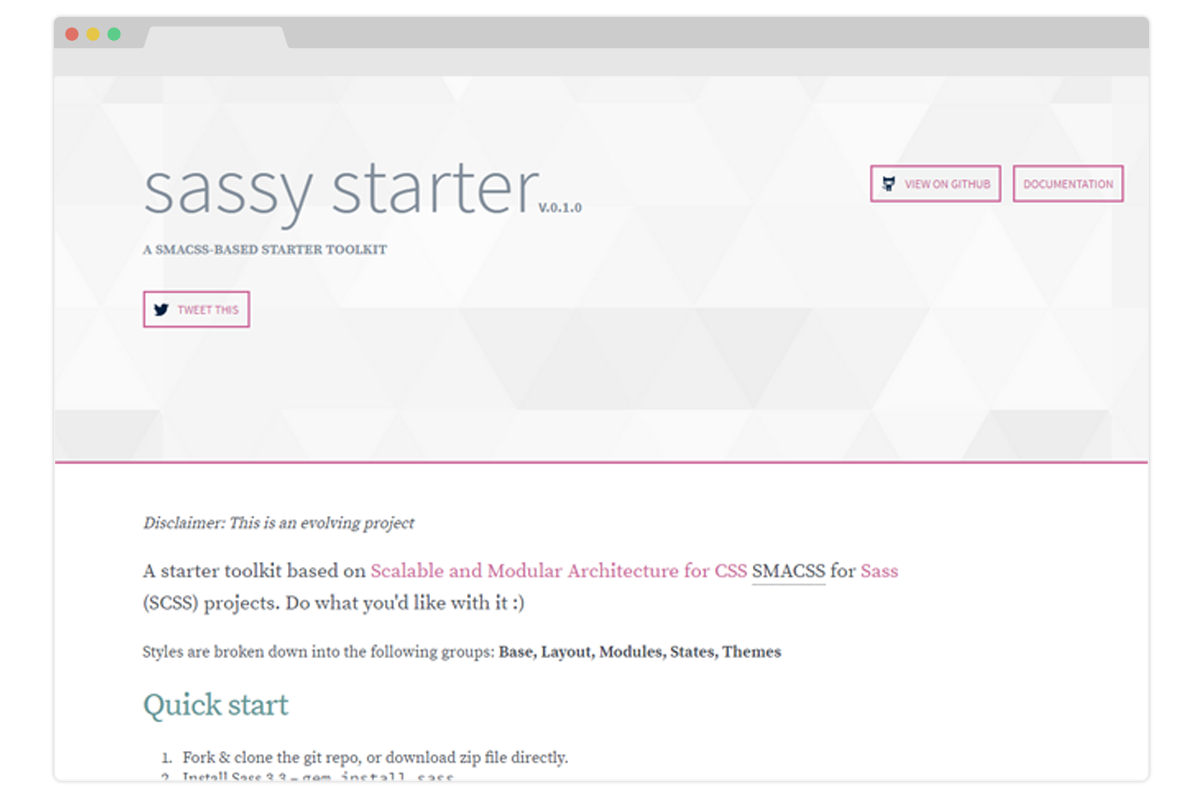 sassy starter V.0.1.0
VIEW ON GITHUB
DOCUMENTATION
A SMACSS-BASED STARTER TOOLKIT
TWEET THIS
Disclaimer: This is an evolving project
A starter toolkit based on Scalable and Modular Architecture for CSS SMACSS for Sass
(SCSS) projects. Do what you'd like with it :)
Styles are broken down into the following groups: Base, Layout, Modules, States, Themes
Quick start
1. Fork & clone the git repo, or download zip file directly.
2. Install Sass 3.3 – gem install sass